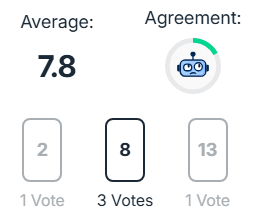 Average:
Agreement:
7.8
2
8
13
1 Vote
3 Votes
1 Vote